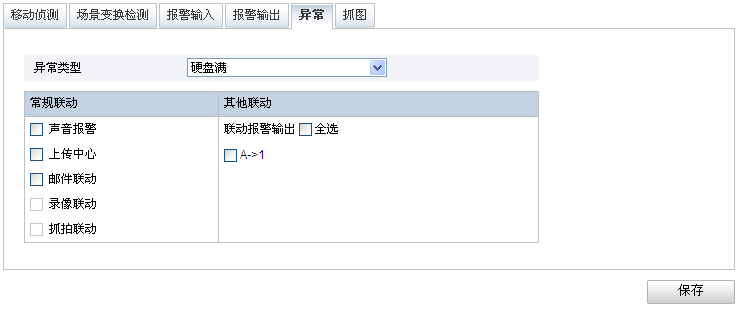 移动侦测 场景变换检测 报警输入 报警输出 异常 抓图
异常类型 硬盘满
常规联动 其他联动
声音报警 联动报警输出 全选
上传中心 A->1
邮件联动
录像联动
抓拍联动
保存